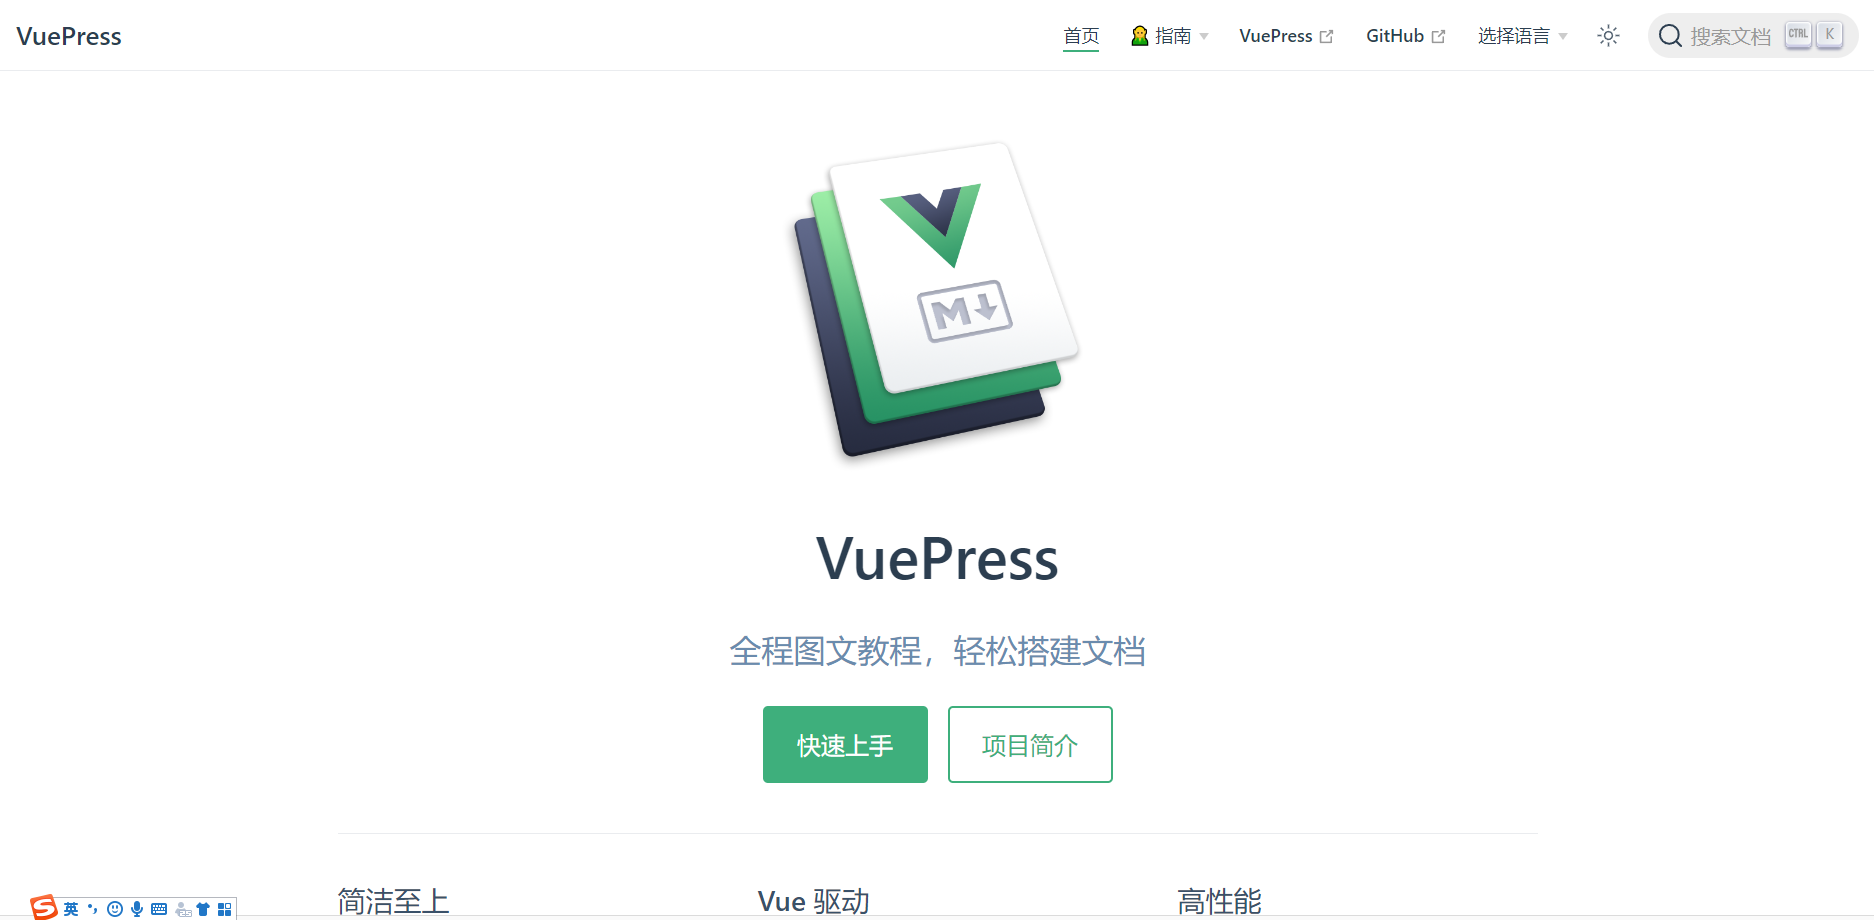 VuePress
首页 指南 VuePress GitHub 选择语言 搜索文档 CTRL K
M
VuePress
全程图文教程，轻松搭建文档
快速上手 项目简介
简洁至上 Vue 驱动 高性能
S 英